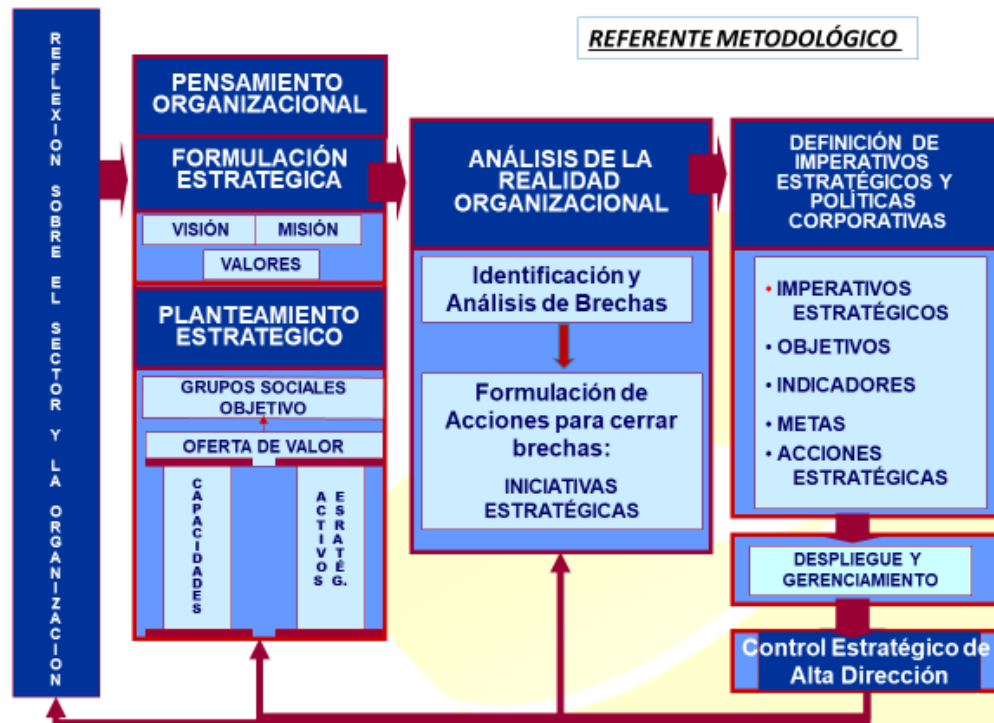 REFERENTE METODOLÓGICO
REFLEXION SOBRE EL SECTOR Y LA ORGANIZACION
PENSAMIENTO
ORGANIZACIONAL
FORMULACIÓN
ESTRATEGICA
VISIÓN
MISIÓN
VALORES
PLANTEAMIENTO
ESTRATEGICO
GRUPOS SOCIALES
OBJETIVO
OFERTA DE VALOR
CAPACIDADES
ACTIVOS
ESRATÉG.
ANÁLISIS DE LA
REALIDAD
ORGANIZACIONAL
Identificación y
Análisis de Brechas
Formulación de
Acciones para cerrar
brechas:
INICIATIVAS
ESTRATÉGICAS
DEFINICIÓN DE
IMPERATIVOS
ESTRATÉGICOS Y
POLÌTICAS
CORPORATIVAS
• IMPERATIVOS
ESTRATÉGICOS
• OBJETIVOS
• INDICADORES
• METAS
• ACCIONES
ESTRATÉGICAS
DESPLIEGUE Y
GERENCIAMIENTO
Control Estratégico de
Alta Dirección